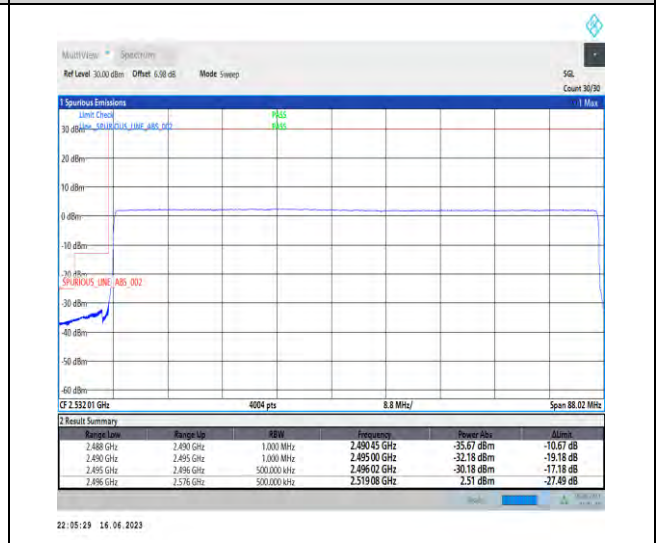 MultiView Spectrum
Ref Level 30.00 dBm Offset 6.98 dB Mode Sweep SGL
Count 30/30
1 Spurious Emissions 1 Max
Limit Check PASS
Line _SPURIOUS_LINE_ABS_002 PASS
30 dBm
20 dBm
10 dBm
0 dBm
-10 dBm
-20 dBm
_SPURIOUS_LINE_ABS_002
-30 dBm
-40 dBm
-50 dBm
-60 dBm
CF 2.532 01 GHz 4004 pts 8.8 MHz/ Span 88.02 MHz
2 Result Summary
Range Low Range Up RBW Frequency Power Abs ΔLimit
2.488 GHz 2.490 GHz 1.000 MHz 2.490 45 GHz -35.67 dBm -10.67 dB
2.490 GHz 2.495 GHz 1.000 MHz 2.495 00 GHz -32.18 dBm -19.18 dB
2.495 GHz 2.496 GHz 500.000 kHz 2.496 02 GHz -30.18 dBm -17.18 dB
2.496 GHz 2.576 GHz 500.000 kHz 2.519 08 GHz 2.51 dBm -27.49 dB
22:05:29 16.06.2023